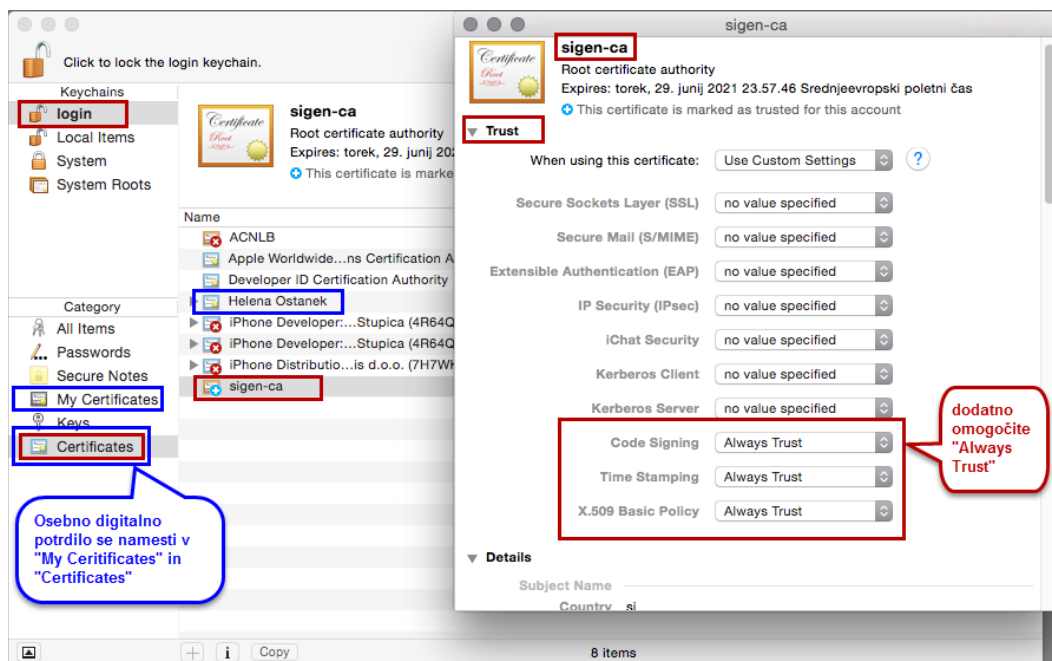 Click to lock the login keychain.
Keychains
login
Local Items
System
System Roots
Certificate
Root
sigen-ca
Root certificate authority
Expires: torek, 29. junij 202
This certificate is marke
Name
ACNLB
Apple Worldwide...ns Certification A
Developer ID Certification Authority
Helena Ostanek
iPhone Developer:...Stupica (4R64Q
iPhone Developer:...Stupica (4R64Q
iPhone Distributio...is d.o.o. (7H7WH
sigen-ca
Category
All Items
Passwords
Secure Notes
My Certificates
Keys
Certificates
Osebno digitalno
potrdilo se namesti v
"My Ceritificates" in
"Certificates"
Copy
8 items
sigen-ca
Certificate
Root
sigen-ca
Root certificate authority
Expires: torek, 29. junij 2021 23.57.46 Srednjeevropski poletni čas
This certificate is marked as trusted for this account
Trust
When using this certificate: Use Custom Settings ?
Secure Sockets Layer (SSL) no value specified
Secure Mail (S/MIME) no value specified
Extensible Authentication (EAP) no value specified
IP Security (IPsec) no value specified
iChat Security no value specified
Kerberos Client no value specified
Kerberos Server no value specified
Code Signing Always Trust
Time Stamping Always Trust
X.509 Basic Policy Always Trust
dodatno
omogočite
"Always
Trust"
Details
Subject Name
Country si